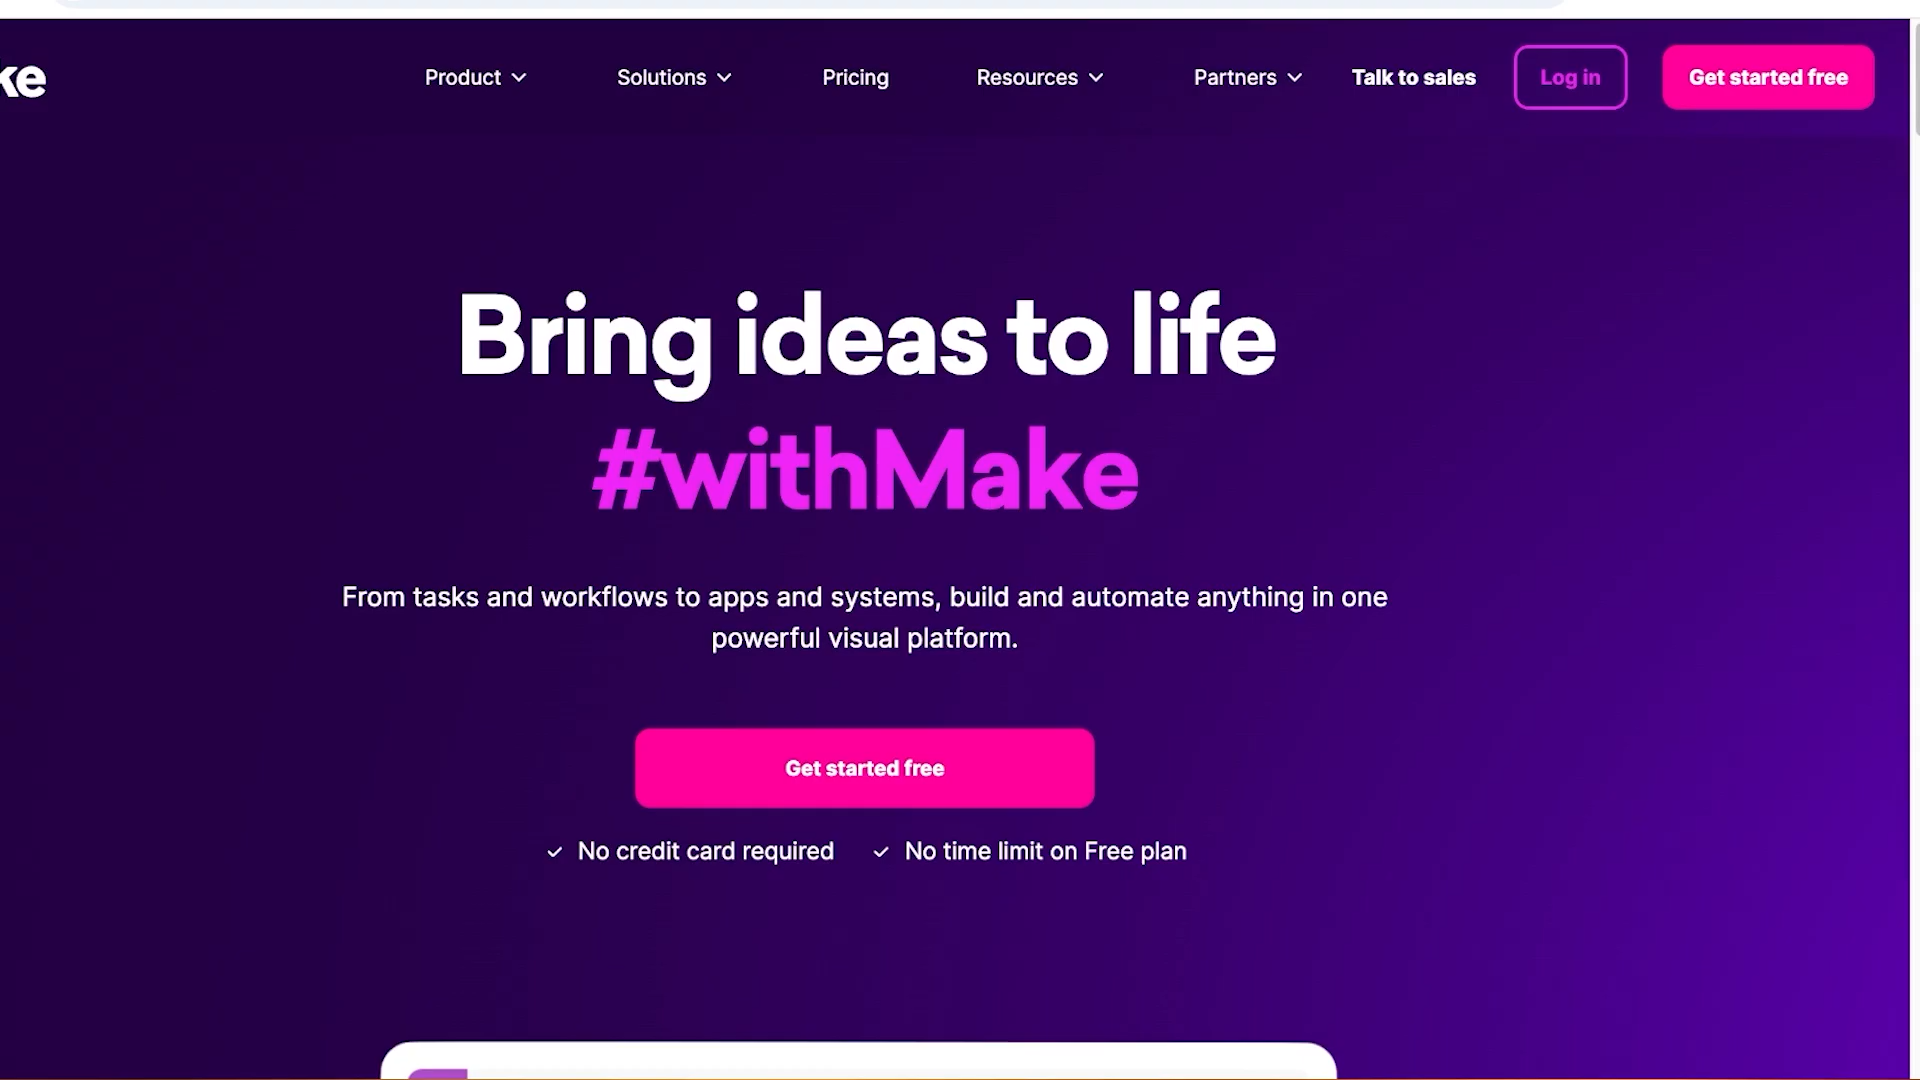 ke
Product
Solutions
Pricing
Resources
Partners
Talk to sales
Log in
Get started free
Bring ideas to life
#withMake
From tasks and workflows to apps and systems, build and automate anything in one
powerful visual platform.
Get started free
No credit card required
No time limit on Free plan